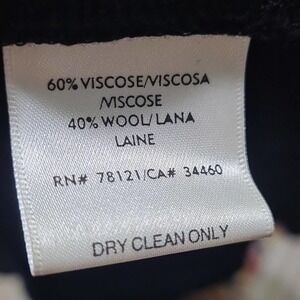 60% VISCOSE/VISCOSA
/VISCOSE
40% WOOL/LANA
LAINE
RN# 78121/CA# 34460
DRY CLEAN ONLY